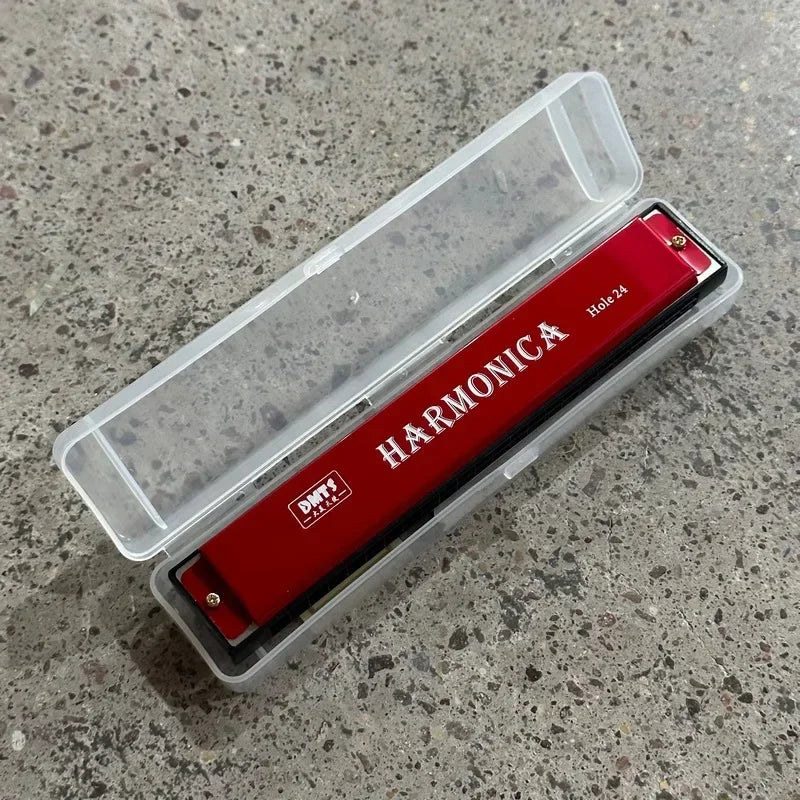 DMTS
HARMONICA
Hole 24